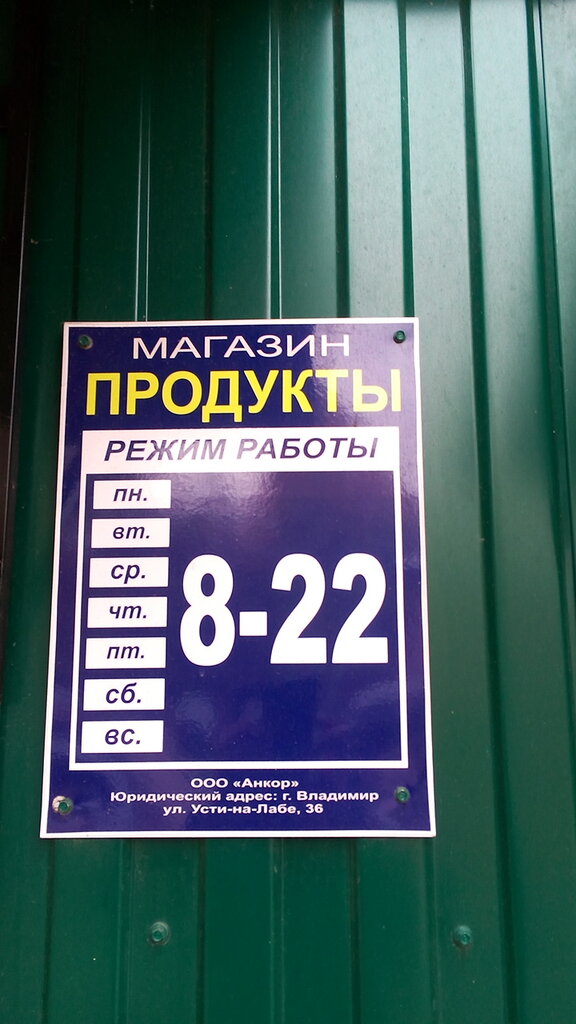 МАГАЗИН
ПРОДУКТЫ
РЕЖИМ РАБОТЫ
пн.
вт.
ср.
чт.
пт.
сб.
вс.
8-22
ООО «Анкор»
Юридический адрес: г. Владимир
ул. Усти-на-Лабе, 36